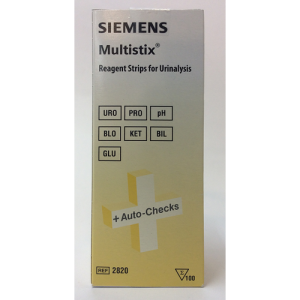 SIEMENS
Multistix®
Reagent Strips for Urinalysis
URO PRO pH
BLO KET BIL
GLU
+Auto-Checks
REF 2820
Σ 100